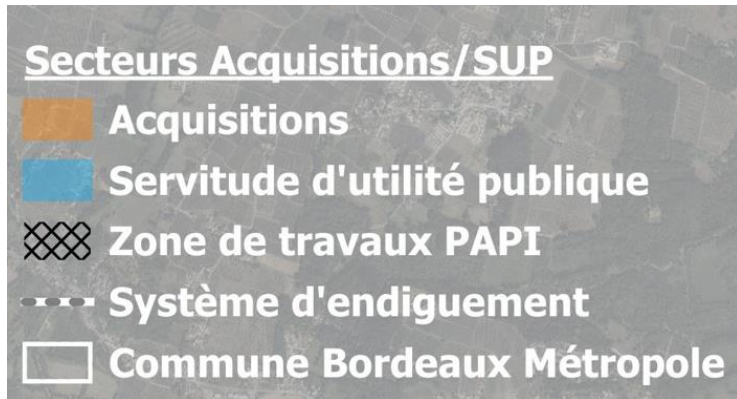 Secteurs Acquisitions/SUP
Acquisitions
Servitude d'utilité publique
Zone de travaux PAPI
Système d'endiguement
Commune Bordeaux Métropole